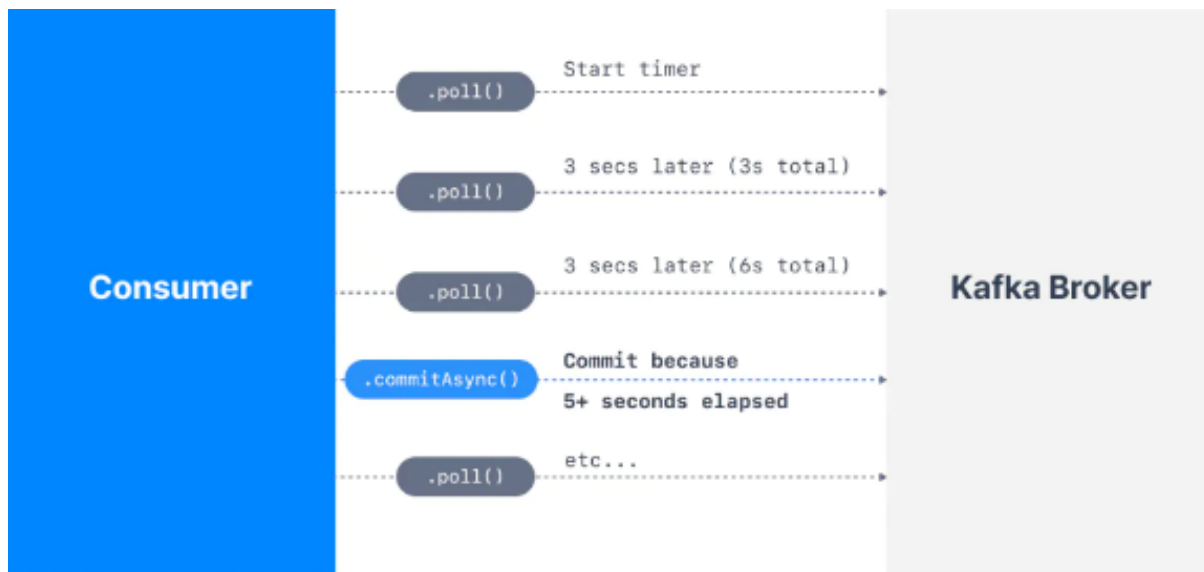 Start timer
.poll()
3 secs later (3s total)
.poll()
3 secs later (6s total)
.poll()
Consumer
Kafka Broker
Commit because
.commitAsync()
5+ seconds elapsed
etc...
.poll()